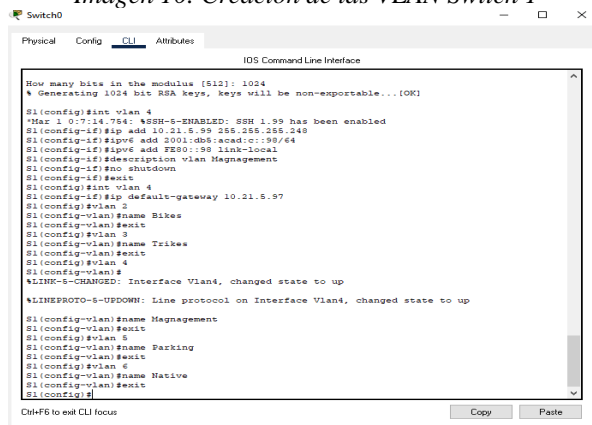 Imagen 10. Creación de las VLAN Switch 1
Switch0
Physical Config CLI Attributes
IOS Command Line Interface
How many bits in the modulus [512]: 1024
% Generating 1024 bit RSA keys, keys will be non-exportable...[OK]
S1(config)#int vlan 4
*Mar 1 0:7:14.754: %SSH-5-ENABLED: SSH 1.99 has been enabled
S1(config-if)#ip add 10.21.5.99 255.255.255.248
S1(config-if)#ipv6 add 2001:db5:acad:c::98/64
S1(config-if)#ipv6 add FE80::98 link-local
S1(config-if)#description vlan Magnagement
S1(config-if)#no shutdown
S1(config-if)#exit
S1(config)#int vlan 4
S1(config-if)#ip default-gateway 10.21.5.97
S1(config)#vlan 2
S1(config-vlan)#name Bikes
S1(config-vlan)#exit
S1(config)#vlan 3
S1(config-vlan)#name Trikes
S1(config-vlan)#exit
S1(config)#vlan 4
S1(config-vlan)#
%LINK-5-CHANGED: Interface Vlan4, changed state to up
%LINEPROTO-5-UPDOWN: Line protocol on Interface Vlan4, changed state to up
S1(config-vlan)#name Magnagement
S1(config-vlan)#exit
S1(config)#vlan 5
S1(config-vlan)#name Parking
S1(config-vlan)#exit
S1(config)#vlan 6
S1(config-vlan)#name Native
S1(config-vlan)#exit
S1(config)#
Ctrl+F6 to exit CLI focus
Copy Paste